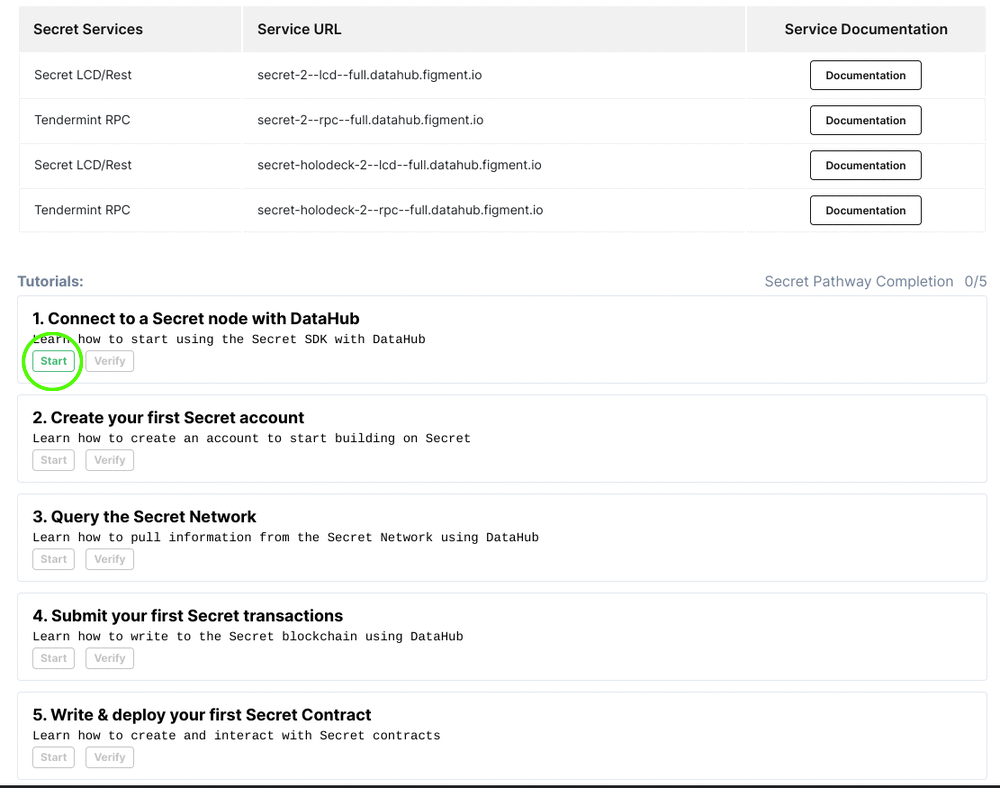 Secret Services Service URL Service Documentation
Secret LCD/Rest secret-2--lcd--full.datahub.figment.io Documentation
Tendermint RPC secret-2--rpc--full.datahub.figment.io Documentation
Secret LCD/Rest secret-holodeck-2--lcd--full.datahub.figment.io Documentation
Tendermint RPC secret-holodeck-2--rpc--full.datahub.figment.io Documentation
Tutorials: Secret Pathway Completion 0/5
1. Connect to a Secret node with DataHub
Learn how to start using the Secret SDK with DataHub
Start Verify
2. Create your first Secret account
Learn how to create an account to start building on Secret
Start Verify
3. Query the Secret Network
Learn how to pull information from the Secret Network using DataHub
Start Verify
4. Submit your first Secret transactions
Learn how to write to the Secret blockchain using DataHub
Start Verify
5. Write & deploy your first Secret Contract
Learn how to create and interact with Secret contracts
Start Verify